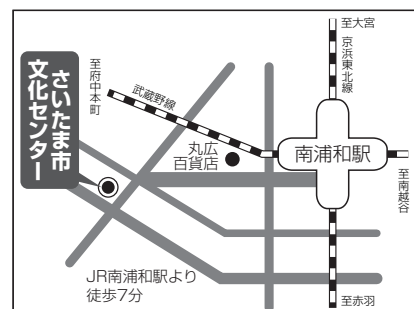 さいたま市
文化センター
至府中本町
武蔵野線
丸広
百貨店
至大宮
京浜東北線
南浦和駅
至南越谷
JR南浦和駅より
徒歩7分
至赤羽